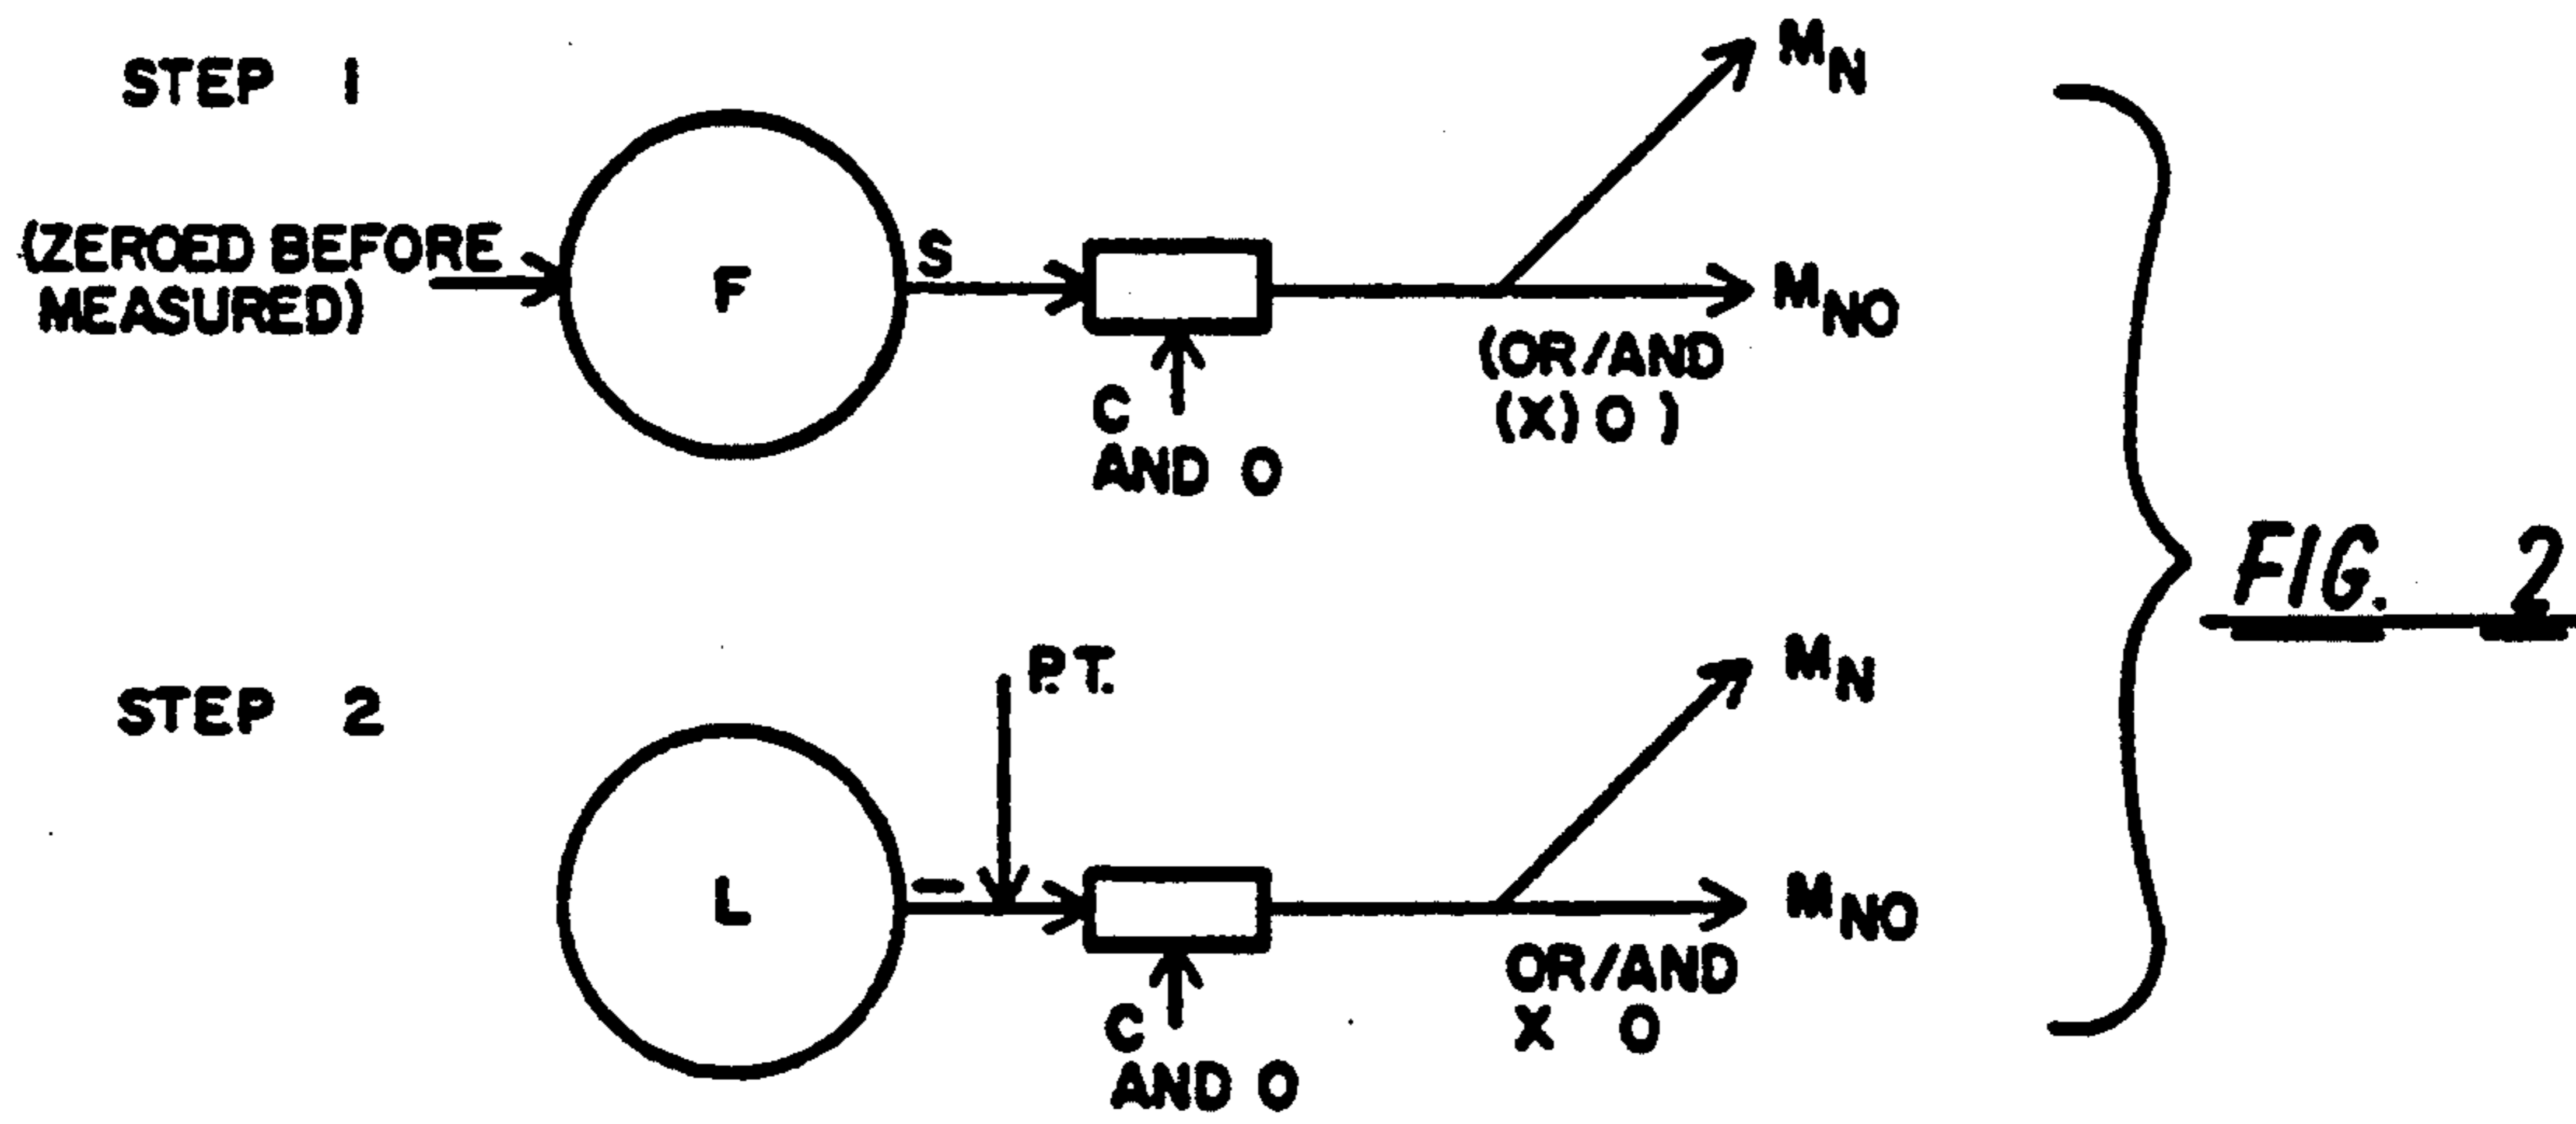 STEP 1
M_N
(ZEROED BEFORE
MEASURED)
F
S
M_NO
(OR/AND
(X) O )
C
AND O
FIG. 2
STEP 2
P.T.
M_N
L
–
M_NO
OR/AND
X O
C
AND O